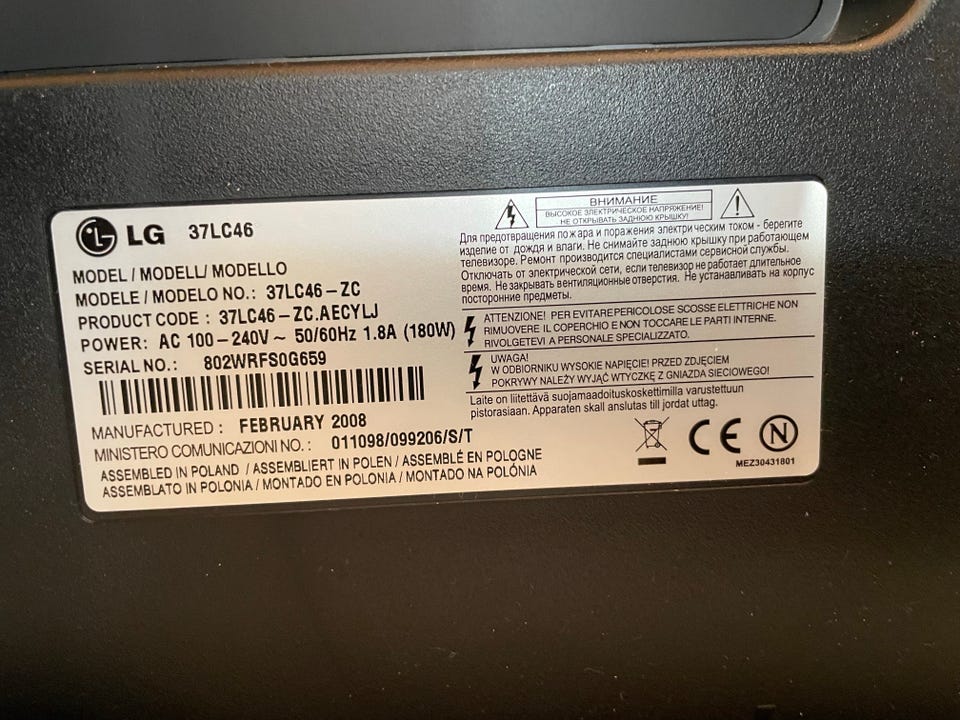 LG 37LC46
MODEL / MODELL/ MODELLO
MODELE / MODELO NO.: 37LC46-ZC
PRODUCT CODE : 37LC46-ZC.AECYLJ
POWER: AC 100-240V~ 50/60Hz 1.8A (180W)
SERIAL NO.: 802WRFS0G659
MANUFACTURED : FEBRUARY 2008
MINISTERO COMUNICAZIONI NO. : 011098/099206/S/T
ASSEMBLED IN POLAND / ASSEMBLIERT IN POLEN / ASSEMBLÉ EN POLOGNE
ASSEMBLATO IN POLONIA / MONTADO EN POLONIA / MONTADO NA POLÓNIA
ВНИМАНИЕ
ВЫСОКОЕ ЭЛЕКТРИЧЕСКОЕ НАПРЯЖЕНИЕ!
НЕ ОТКРЫВАТЬ ЗАДНЮЮ КРЫШКУ!
Для предотвращения пожара и поражения электрическим током - берегите
изделие от дождя и влаги. Не снимайте заднюю крышку при работающем
телевизоре. Ремонт производится специалистами сервисной службы.
Отключать от электрической сети, если телевизор не работает длительное
время. Не закрывать вентиляционные отверстия. Не устанавливать на корпус
посторонние предметы.
ATTENZIONE! PER EVITARE PERICOLOSE SCOSSE ELETTRICHE NON
RIMUOVERE IL COPERCHIO E NON TOCCARE LE PARTI INTERNE.
RIVOLGETEVI A PERSONALE SPECIALIZZATO.
UWAGA!
W ODBIORNIKU WYSOKIE NAPIĘCIE! PRZED ZDJĘCIEM
POKRYWY NALEŻY WYJĄĆ WTYCZKĘ Z GNIAZDA SIECIOWEGO!
Laite on liitettävä suojamaadoituskoskettimilla varustettuun
pistorasiaan. Apparaten skall anslutas till jordat uttag.
CE N
MEZ30431801